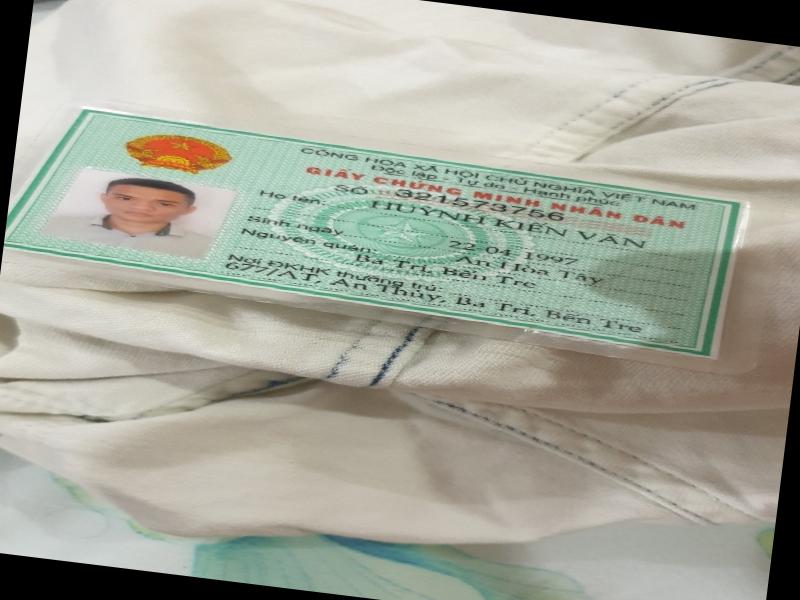 CỘNG HÒA XÃ HỘI CHỦ NGHĨA VIỆT NAM
Độc lập - Tự do - Hạnh phúc
GIẤY CHỨNG MINH NHÂN DÂN
SỐ 321573756
Họ tên: HUỲNH KIẾN VĂN
Sinh ngày 22-04-1997
Nguyên quán: An Hòa Tây
Ba Tri, Bến Tre
Nơi ĐKHK thường trú:
677/AT, An Thủy, Ba Tri, Bến Tre